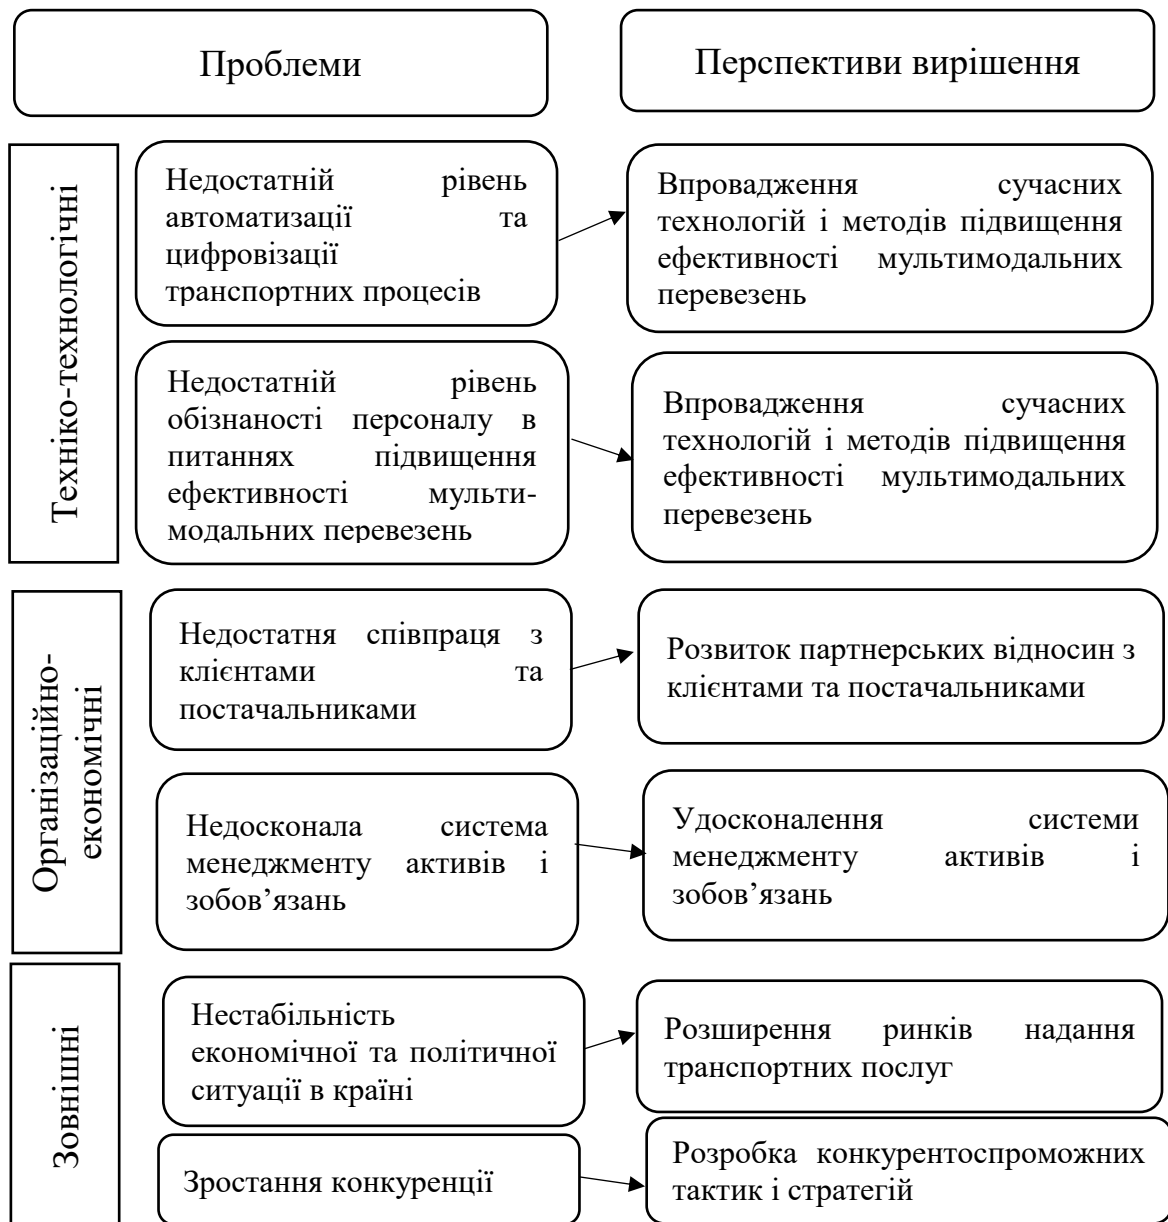 Проблеми
Перспективи вирішення
Техніко-технологічні
Недостатній рівень
автоматизації та
цифровізації
транспортних процесів
Впровадження сучасних
технологій і методів підвищення
ефективності мультимодальних
перевезень
Недостатній рівень
обізнаності персоналу в
питаннях підвищення
ефективності мульти-
модальних перевезень
Впровадження сучасних
технологій і методів підвищення
ефективності мультимодальних
перевезень
Організаційно-
економічні
Недостатня співпраця з
клієнтами та
постачальниками
Розвиток партнерських відносин з
клієнтами та постачальниками
Недосконала система
менеджменту активів і
зобов’язань
Удосконалення системи
менеджменту активів і
зобов’язань
Зовнішні
Нестабільність
економічної та політичної
ситуації в країні
Розширення ринків надання
транспортних послуг
Зростання конкуренції
Розробка конкурентоспроможних
тактик і стратегій